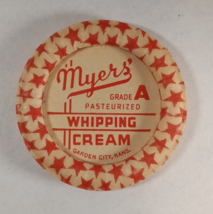 "Myers'
GRADE A
PASTEURIZED
WHIPPING
CREAM
GARDEN CITY, KANS.